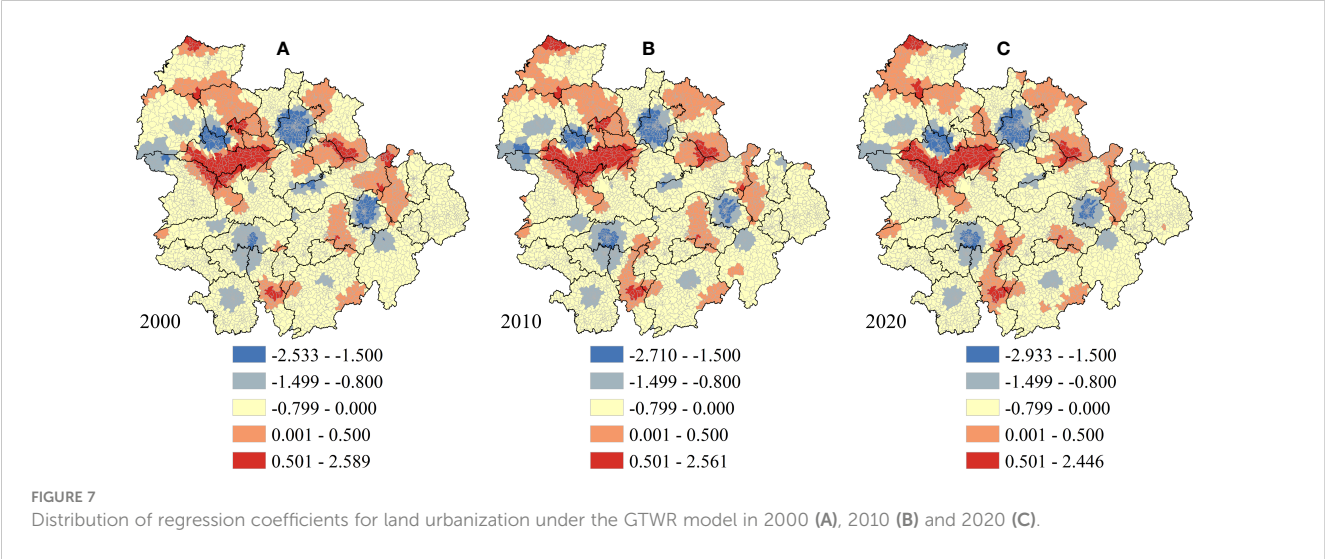 A
B
C
2000
2010
2020
-2.533 - -1.500
-1.499 - -0.800
-0.799 - 0.000
0.001 - 0.500
0.501 - 2.589
-2.710 - -1.500
-1.499 - -0.800
-0.799 - 0.000
0.001 - 0.500
0.501 - 2.561
-2.933 - -1.500
-1.499 - -0.800
-0.799 - 0.000
0.001 - 0.500
0.501 - 2.446
FIGURE 7
Distribution of regression coefficients for land urbanization under the GTWR model in 2000 (A), 2010 (B) and 2020 (C).